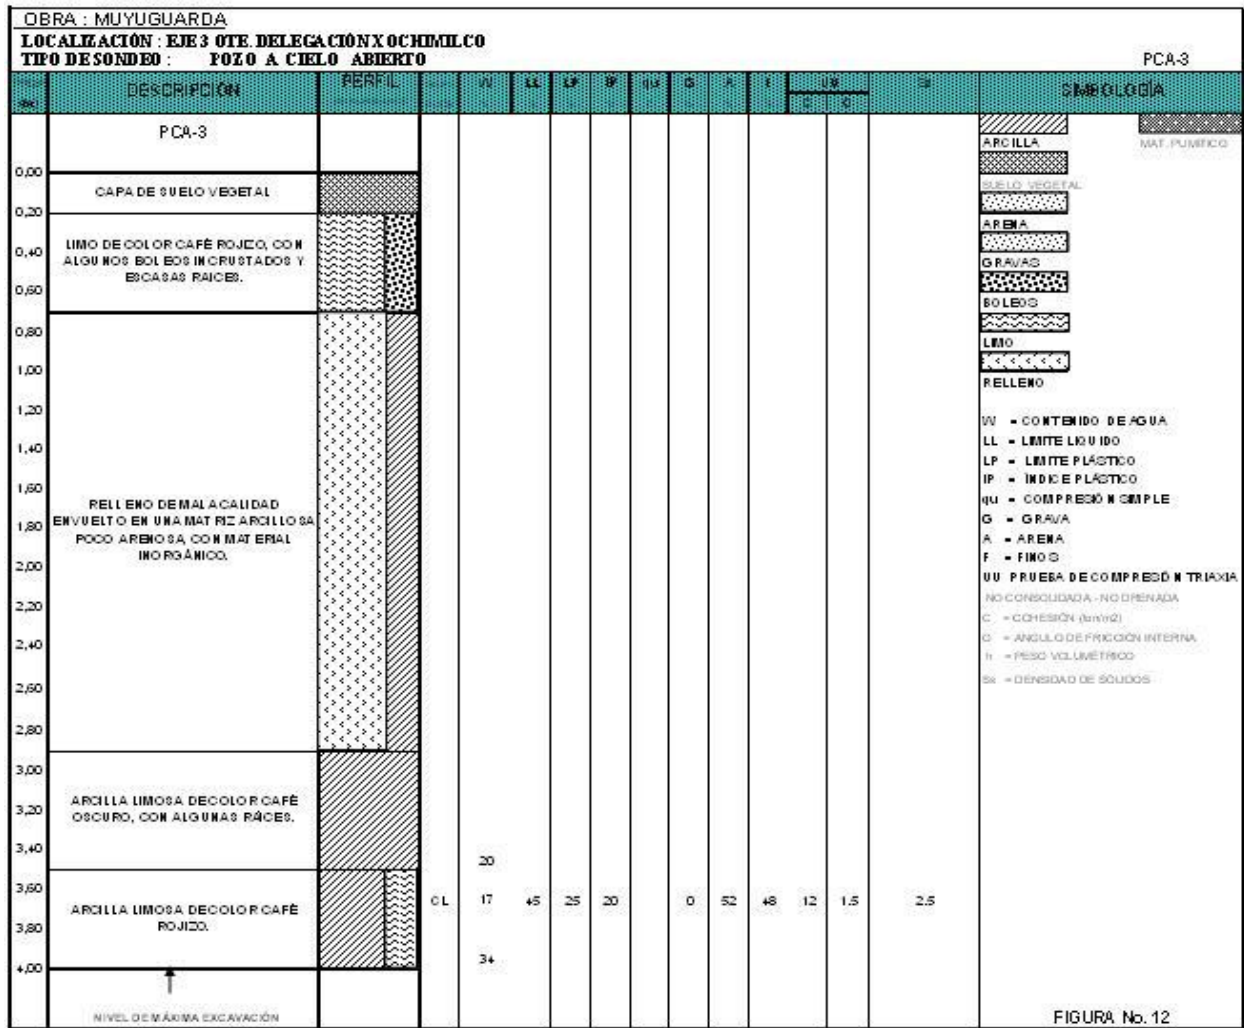 OBRA : MUYUGUARDA
LOCALIZACIÓN : EJE 3 OTE. DELEGACIÓN XOCHIMILCO
TIPO DE SONDEO : POZO A CIELO ABIERTO
PCA-3
DESCRIPCIÓN PERFIL W LL LP IP qu G A F UU Ss SIMBOLOGÍA
C O
PCA-3
0,00
CAPA DE SUELO VEGETAL
0,20
LIMO DE COLOR CAFÉ ROJIZO, CON
ALGUNOS BOLEOS INCRUSTADOS Y
ESCASAS RAICES.
0,40
0,60
0,80
1,00
1,20
1,40
1,60
RELLENO DE MALA CALIDAD
ENVUELTO EN UNA MATRIZ ARCILLOSA
POCO ARENOSA, CON MATERIAL
INORGÁNICO.
1,80
2,00
2,20
2,40
2,60
2,80
3,00
ARCILLA LIMOSA DE COLOR CAFÉ
OSCURO, CON ALGUNAS RÁICES.
3,20
3,40
20
3,60
ARCILLA LIMOSA DE COLOR CAFÉ
ROJIZO.
CL 17 45 25 20 0 52 48 12 1.5 2.5
3,80
34
4,00
NIVEL DE MÁXIMA EXCAVACIÓN
ARCILLA
MAT. PUMITICO
SUELO VEGETAL
ARENA
GRAVAS
BOLEOS
LIMO
RELLENO
W = CONTENIDO DE AGUA
LL = LIMITE LIQUIDO
LP = LIMITE PLÁSTICO
IP = ÍNDICE PLÁSTICO
qu = COMPRESIÓN SIMPLE
G = GRAVA
A = ARENA
F = FINOS
UU PRUEBA DE COMPRESIÓN TRIAXIA
NO CONSOLIDADA - NO DRENADA
C = COHESIÓN (ton/m2)
O = ANGULO DE FRICCIÓN INTERNA
h = PESO VOLUMÉTRICO
Ss = DENSIDAD DE SOLIDOS
FIGURA No. 12